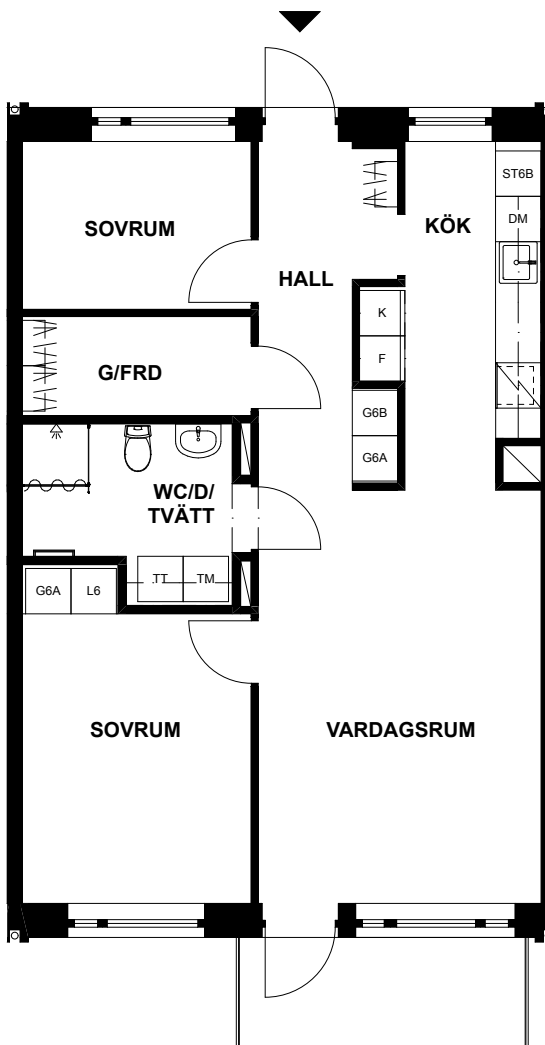 ST6B
DM
SOVRUM
KÖK
HALL
K
F
G/FRD
G6B
G6A
WC/D/
TVÄTT
TT
TM
G6A
L6
SOVRUM
VARDAGSRUM